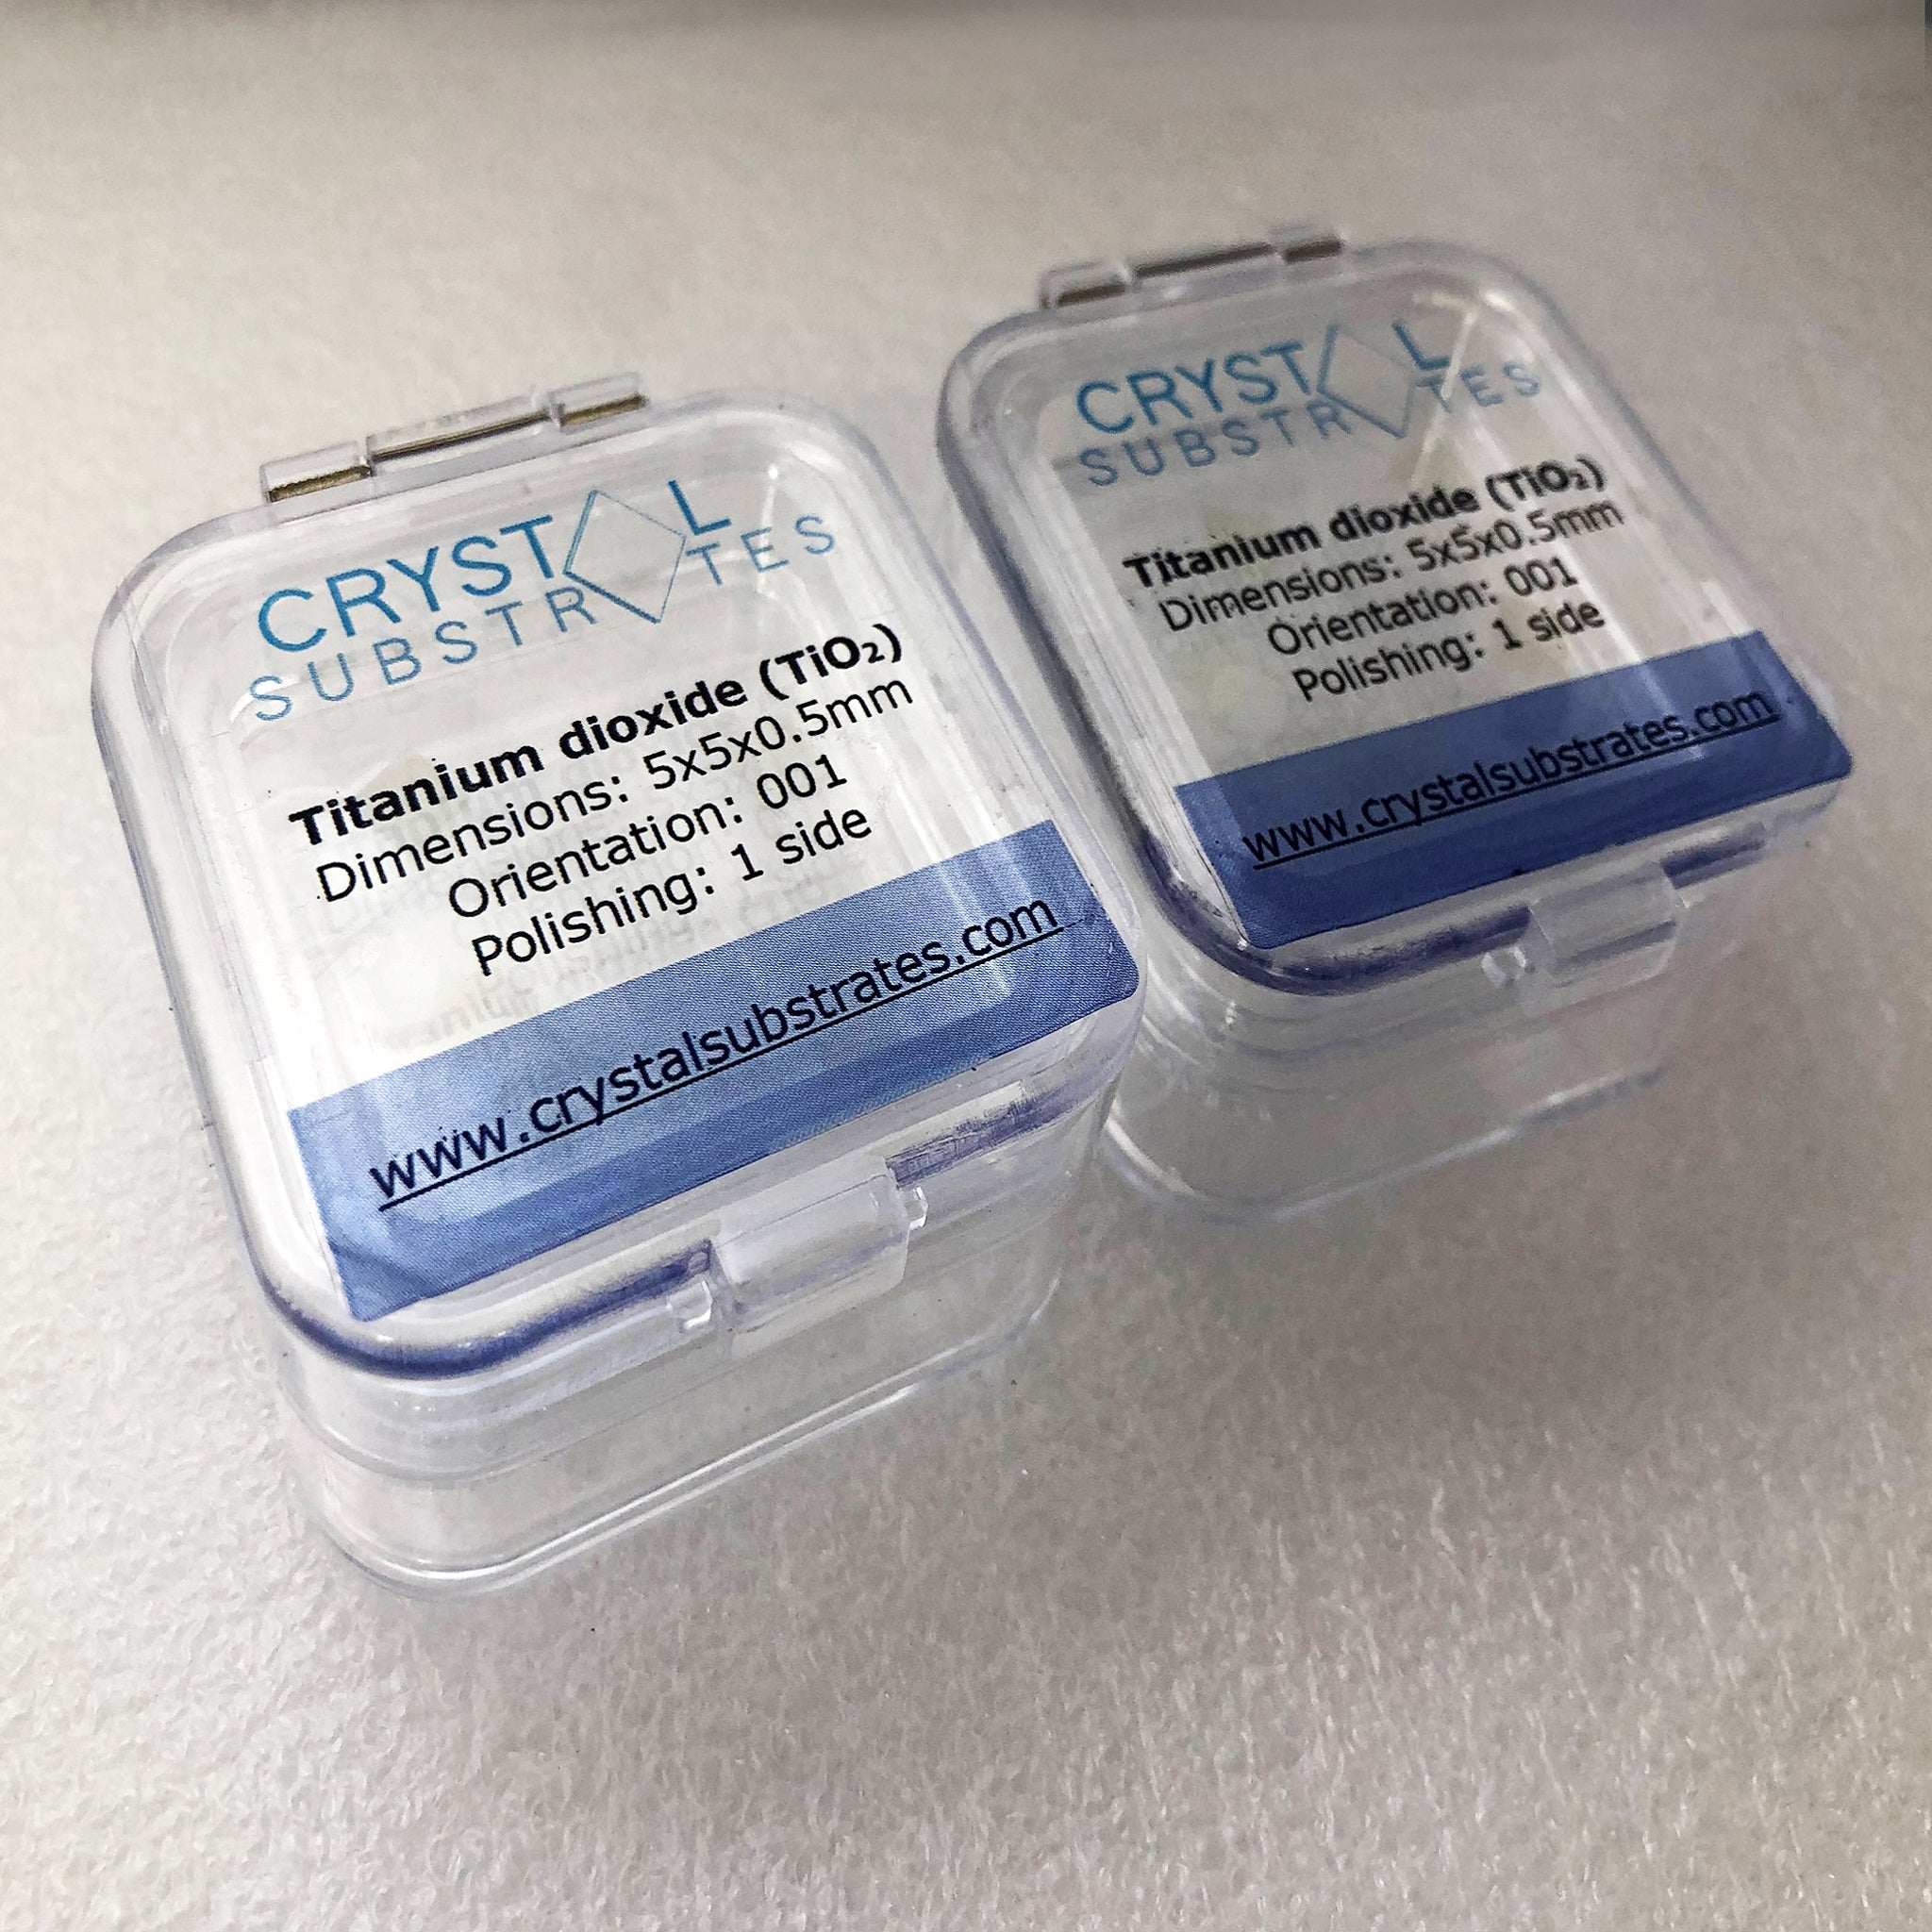 CRYSTAL
SUBSTRATES
Titanium dioxide (TiO₂)
Dimensions: 5x5x0.5mm
Orientation: 001
Polishing: 1 side
www.crystalsubstrates.com
CRYSTAL
SUBSTRATES
Titanium dioxide (TiO₂)
Dimensions: 5x5x0.5mm
Orientation: 001
Polishing: 1 side
www.crystalsubstrates.com